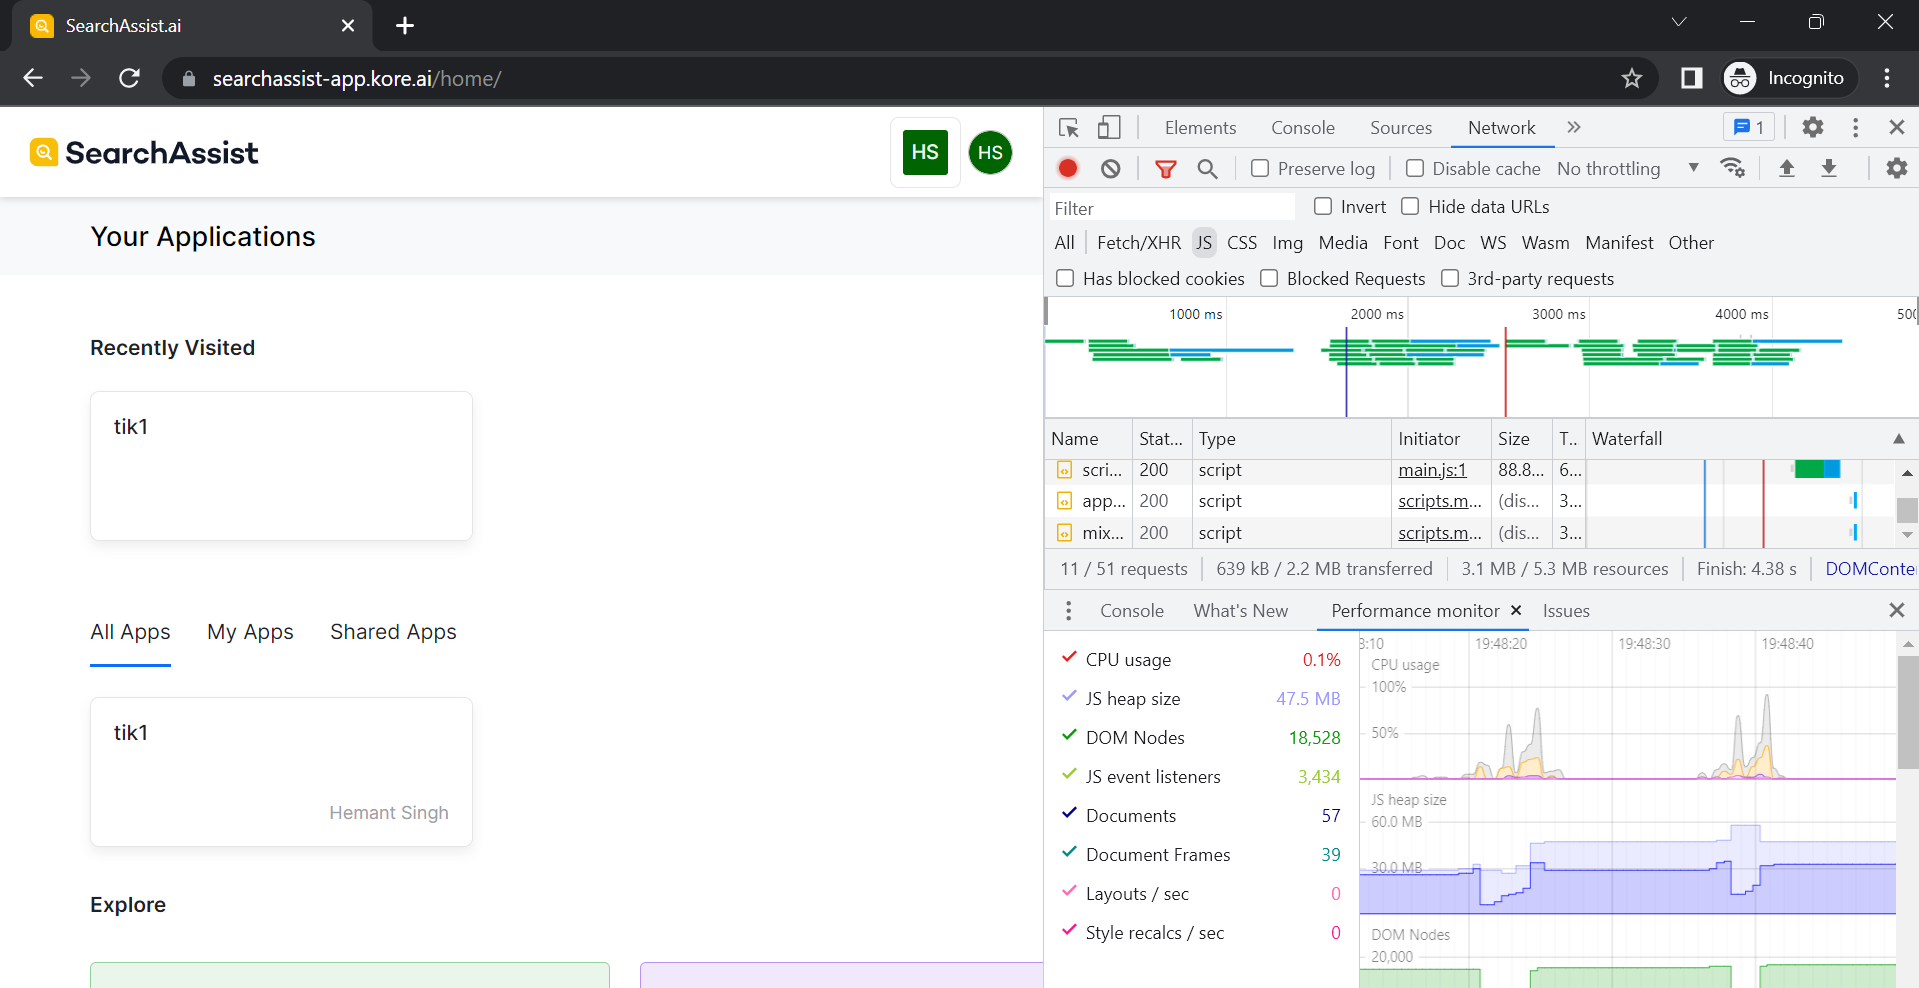 SearchAssist.ai
searchassist-app.kore.ai/home/
Incognito
SearchAssist
HS
HS
Your Applications
Recently Visited
tik1
All Apps My Apps Shared Apps
tik1
Hemant Singh
Explore
Elements Console Sources Network 1
Preserve log Disable cache No throttling
Filter Invert Hide data URLs
All Fetch/XHR JS CSS Img Media Font Doc WS Wasm Manifest Other
Has blocked cookies Blocked Requests 3rd-party requests
1000 ms 2000 ms 3000 ms 4000 ms 500
Name Stat... Type Initiator Size T.. Waterfall
scri... 200 script main.js:1 88.8... 6...
app... 200 script scripts.m... (dis... 3...
mix... 200 script scripts.m... (dis... 3...
11 / 51 requests 639 kB / 2.2 MB transferred 3.1 MB / 5.3 MB resources Finish: 4.38 s DOMConte
Console What's New Performance monitor Issues
CPU usage 0.1%
JS heap size 47.5 MB
DOM Nodes 18,528
JS event listeners 3,434
Documents 57
Document Frames 39
Layouts / sec 0
Style recalcs / sec 0
3:10 19:48:20 19:48:30 19:48:40
CPU usage
100%
50%
JS heap size
60.0 MB
30.0 MB
DOM Nodes
20,000